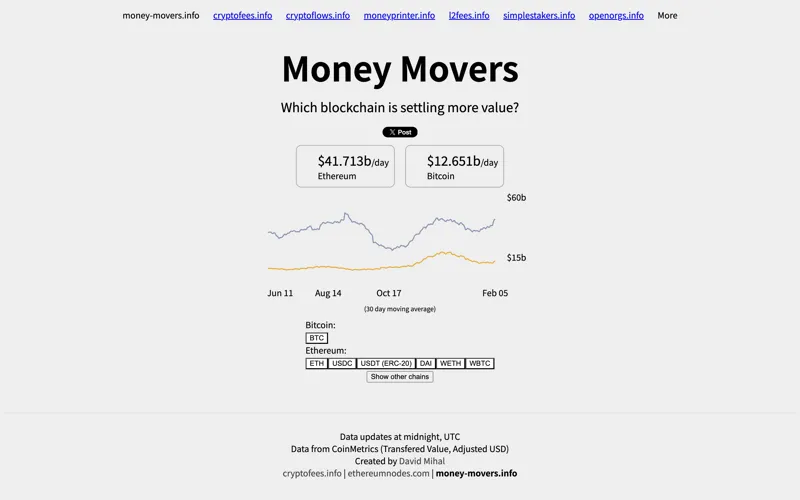 money-movers.info cryptofees.info cryptoflows.info moneyprinter.info l2fees.info simplestakers.info openorgs.info More
Money Movers
Which blockchain is settling more value?
X Post
$41.713b/day $12.651b/day
Ethereum Bitcoin
$60b
$15b
Jun 11 Aug 14 Oct 17 Feb 05
(30 day moving average)
Bitcoin:
BTC
Ethereum:
ETH USDC USDT (ERC-20) DAI WETH WBTC
Show other chains
Data updates at midnight, UTC
Data from CoinMetrics (Transfered Value, Adjusted USD)
Created by David Mihal
cryptofees.info | ethereumnodes.com | money-movers.info